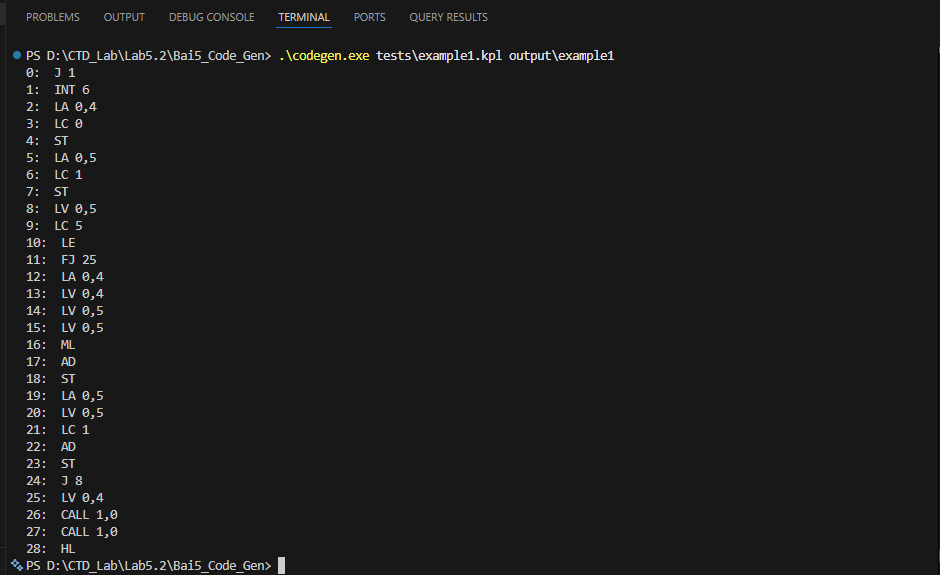 PROBLEMS OUTPUT DEBUG CONSOLE TERMINAL PORTS QUERY RESULTS
PS D:\CTD_Lab\Lab5.2\Bai5_Code_Gen> .\codegen.exe tests\example1.kpl output\example1
0:  J 1
1:  INT 6
2:  LA 0,4
3:  LC 0
4:  ST
5:  LA 0,5
6:  LC 1
7:  ST
8:  LV 0,5
9:  LC 5
10:  LE
11:  FJ 25
12:  LA 0,4
13:  LV 0,4
14:  LV 0,5
15:  LV 0,5
16:  ML
17:  AD
18:  ST
19:  LA 0,5
20:  LV 0,5
21:  LC 1
22:  AD
23:  ST
24:  J 8
25:  LV 0,4
26:  CALL 1,0
27:  CALL 1,0
28:  HL
PS D:\CTD_Lab\Lab5.2\Bai5_Code_Gen>